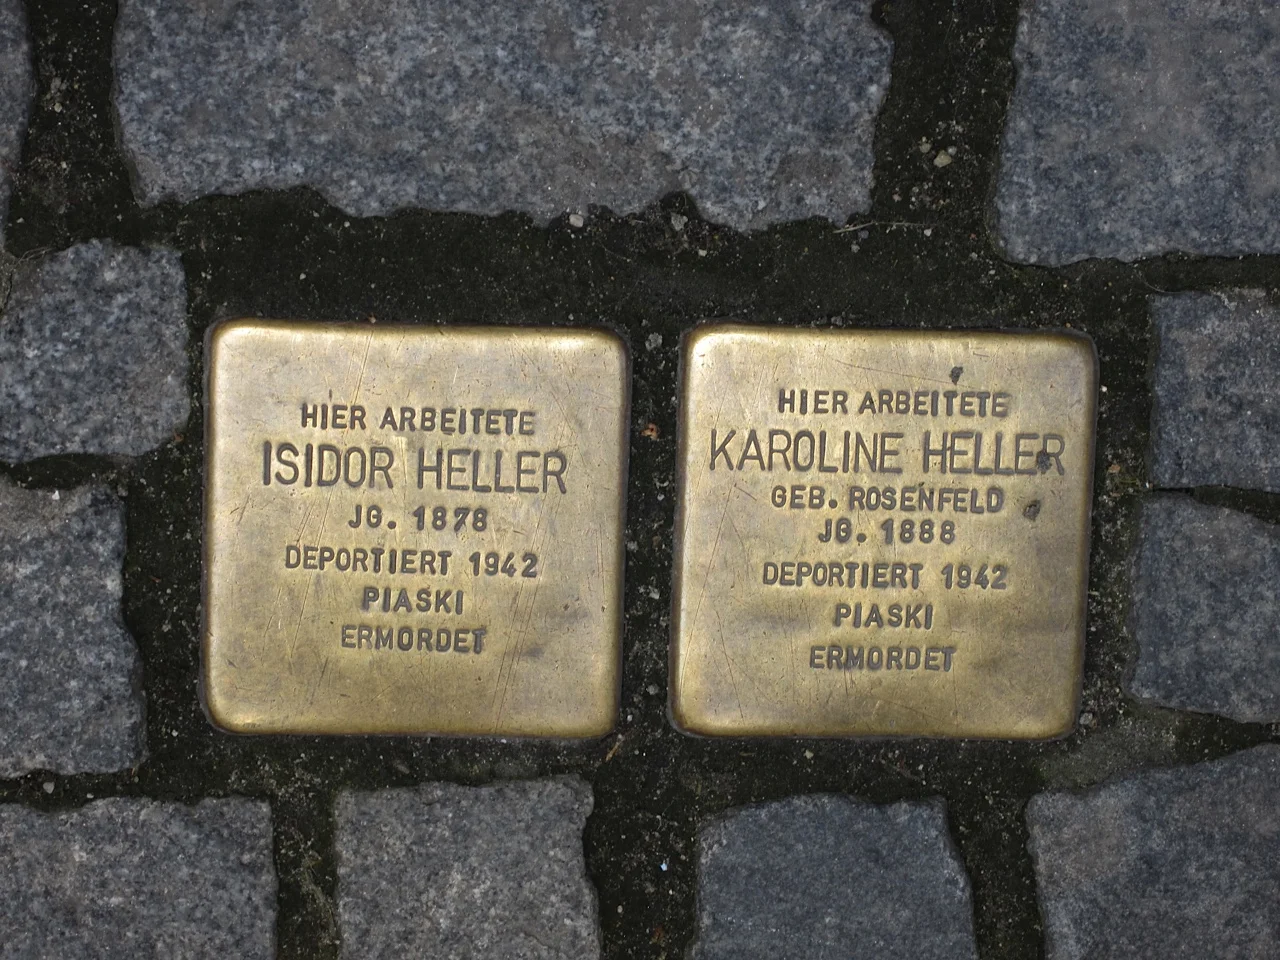 HIER ARBEITETE
ISIDOR HELLER
JG. 1878
DEPORTIERT 1942
PIASKI
ERMORDET
HIER ARBEITETE
KAROLINE HELLER
GEB. ROSENFELD
JG. 1888
DEPORTIERT 1942
PIASKI
ERMORDET